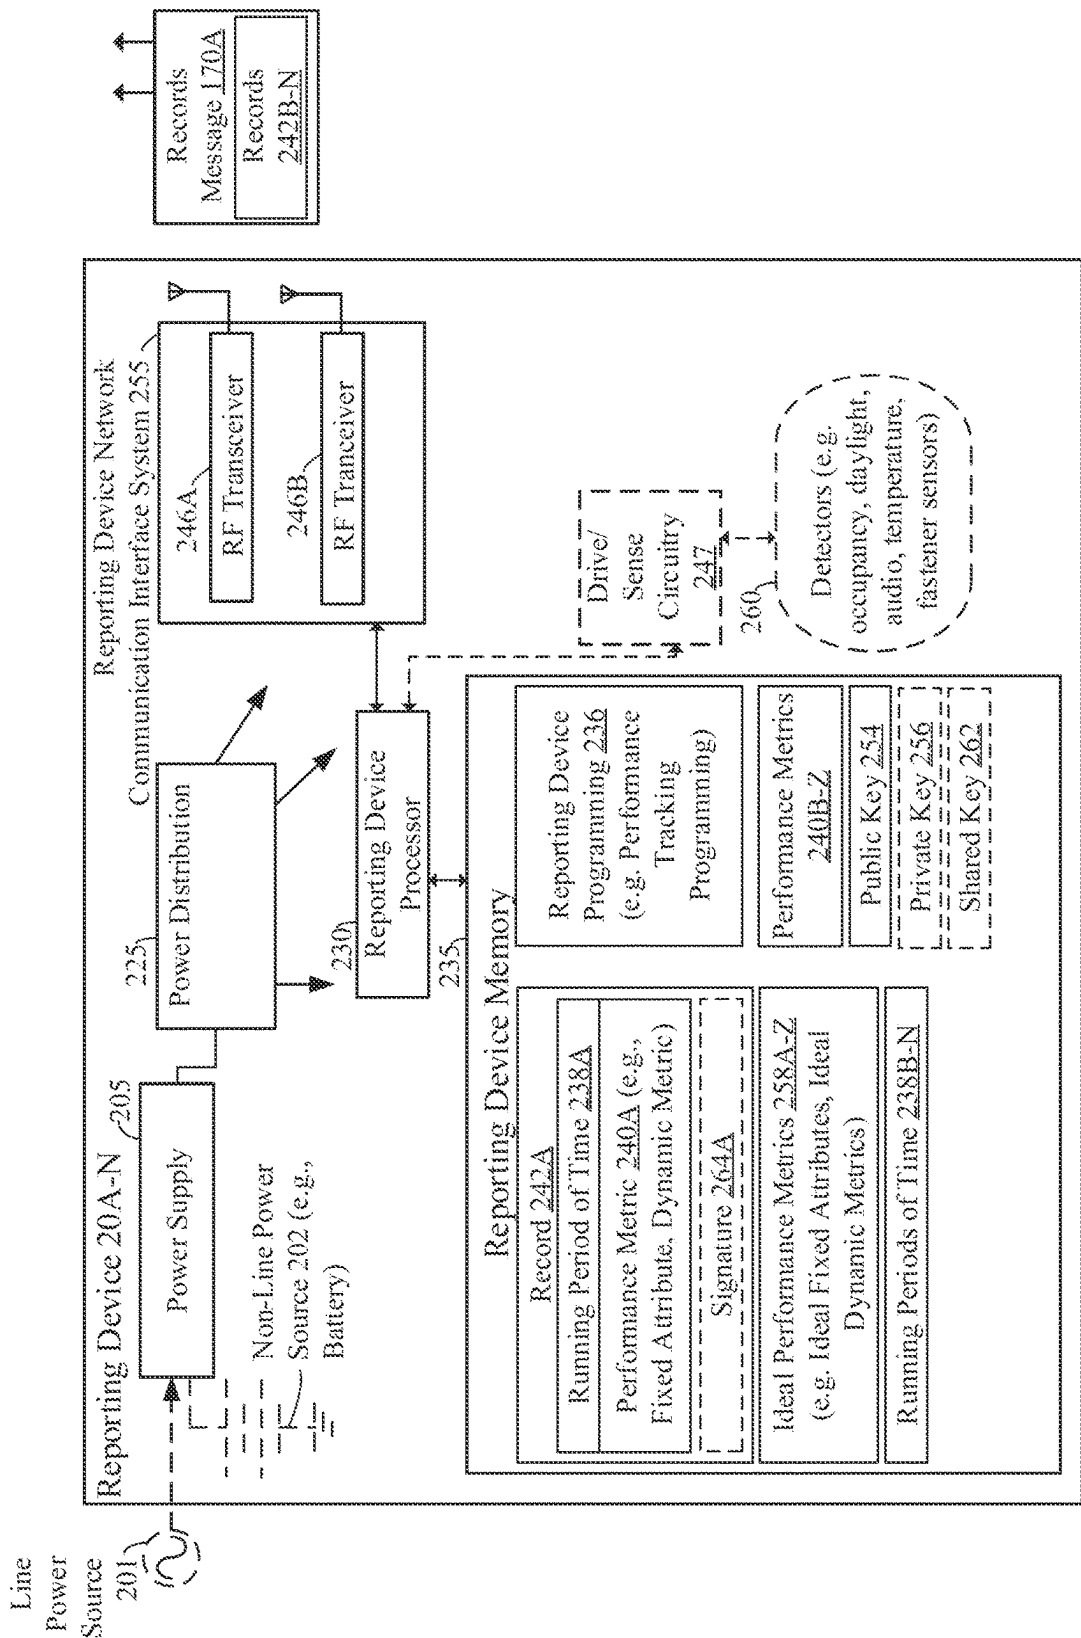 Line
Power
Source
201
Reporting Device 20A-N
205
Power Supply
Non-Line Power
Source 202 (e.g.,
Battery)
225
Power Distribution
Reporting Device Network
Communication Interface System 255
246A
RF Transceiver
246B
RF Tranceiver
230
Reporting Device
Processor
235
Reporting Device Memory
Record 242A
Running Period of Time 238A
Performance Metric 240A (e.g.,
Fixed Attribute, Dynamic Metric)
Signature 264A
Ideal Performance Metrics 258A-Z
(e.g. Ideal Fixed Attributes, Ideal
Dynamic Metrics)
Running Periods of Time 238B-N
Reporting Device
Programming 236
(e.g. Performance
Tracking
Programming)
Performance Metrics
240B-Z
Public Key 254
Private Key 256
Shared Key 262
Drive/
Sense
Circuitry
247
260
Detectors (e.g.
occupancy, daylight,
audio, temperature,
fastener sensors)
Records
Message 170A
Records
242B-N